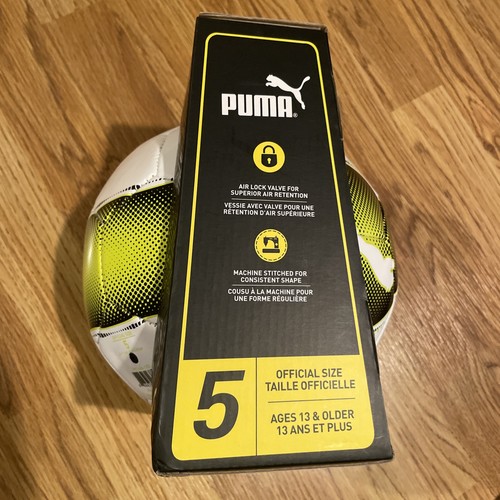 PUMA®
AIR LOCK VALVE FOR
SUPERIOR AIR RETENTION
VESSIE AVEC VALVE POUR UNE
RÉTENTION D'AIR SUPÉRIEURE
MACHINE STITCHED FOR
CONSISTENT SHAPE
COUSU À LA MACHINE POUR
UNE FORME RÉGULIÈRE
5
OFFICIAL SIZE
TAILLE OFFICIELLE
AGES 13 & OLDER
13 ANS ET PLUS